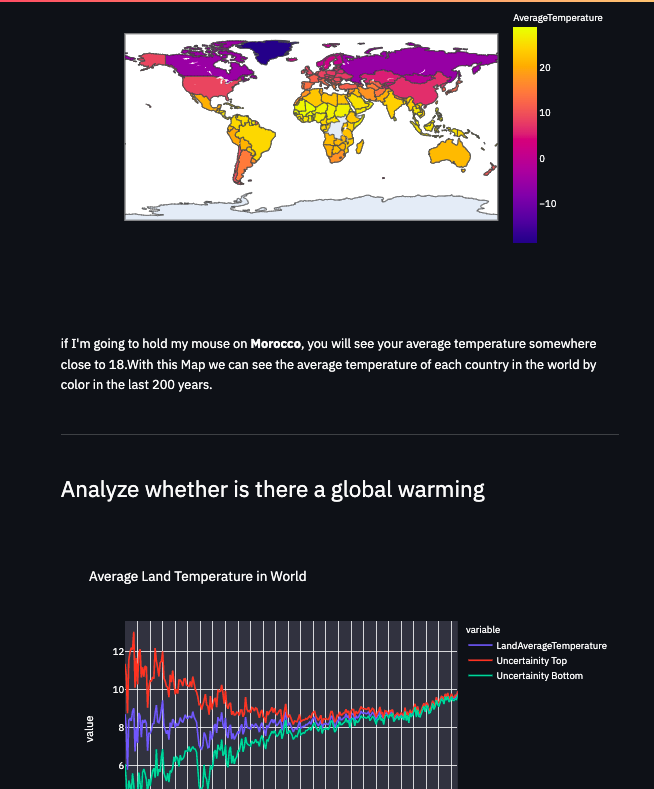 AverageTemperature
20
10
0
−10
if I'm going to hold my mouse on Morocco, you will see your average temperature somewhere
close to 18.With this Map we can see the average temperature of each country in the world by
color in the last 200 years.
Analyze whether is there a global warming
Average Land Temperature in World
variable
LandAverageTemperature
Uncertainity Top
Uncertainity Bottom
12
10
8
6
value